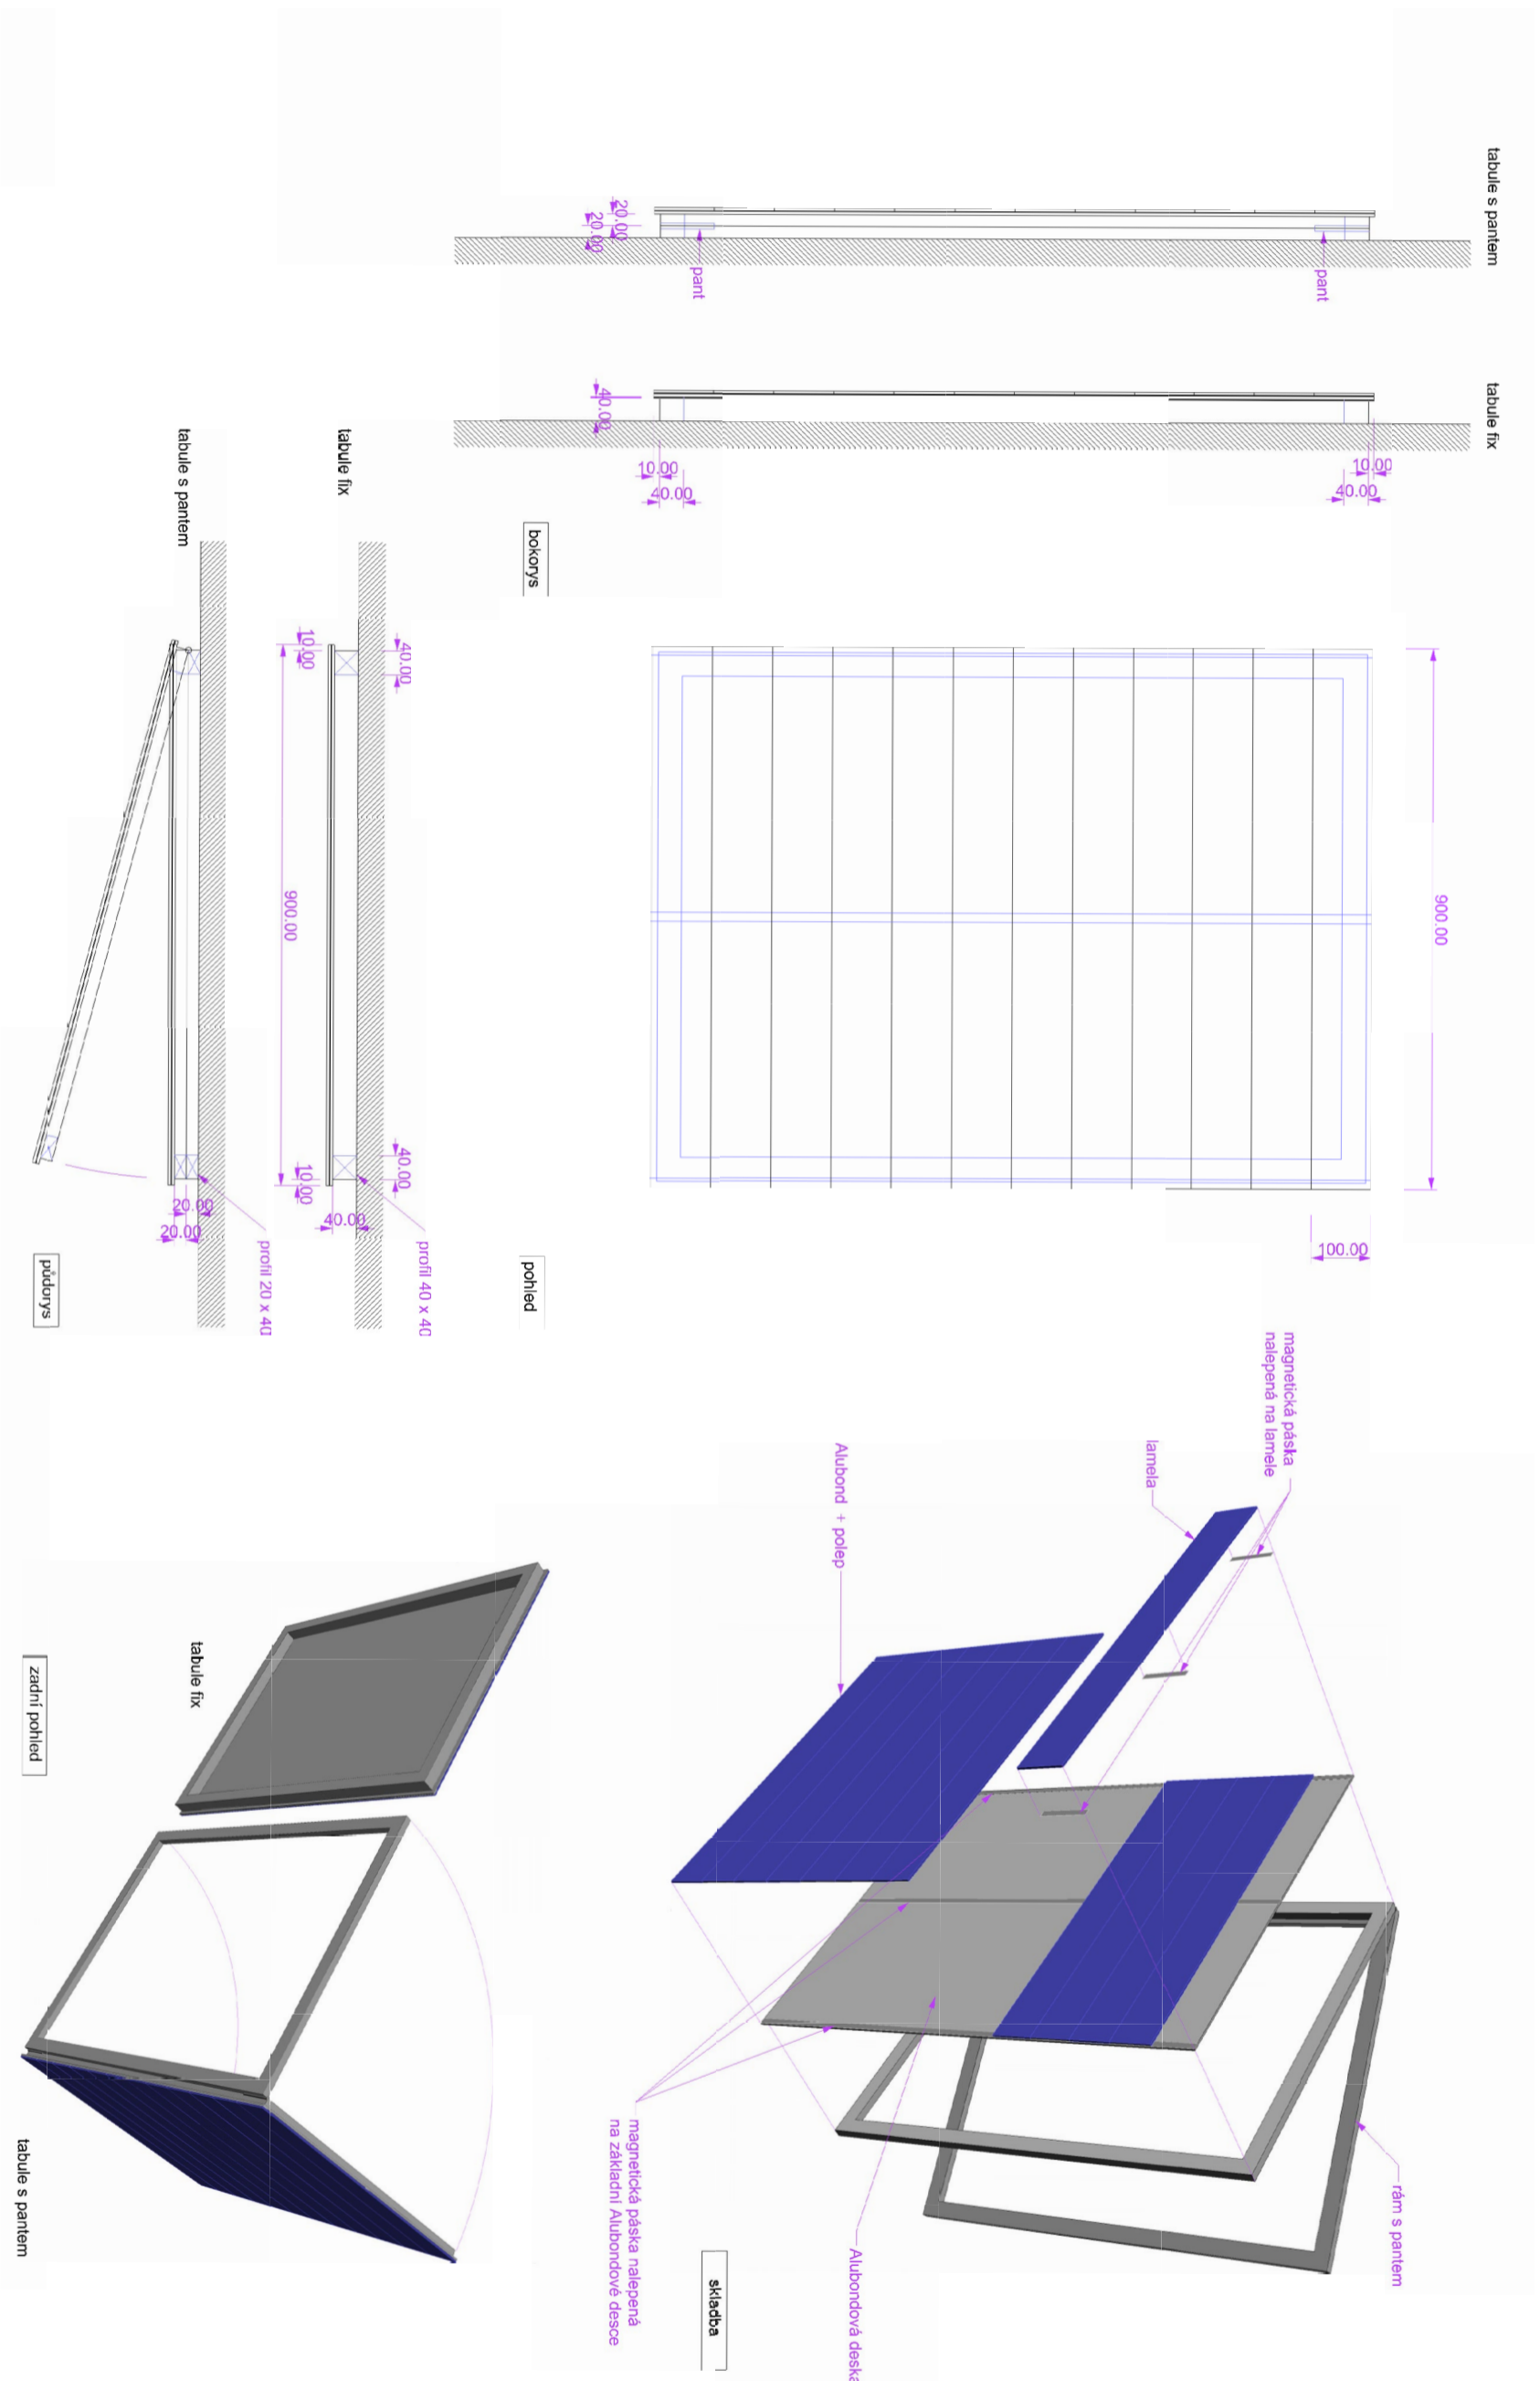 tabule s pantem
20.00
20.00
pant
pant
tabule fix
40.00
10.00
40.00
10.00
40.00
bokorys
900.00
100.00
pohled
tabule fix
40.00
10.00
900.00
40.00
10.00
40.00
profil 40 x 40
tabule s pantem
20.00
20.00
profil 20 x 40
půdorys
magnetická páska
nalepená na lamele
lamela
Alubond + polep
rám s pantem
Alubondová deska
magnetická páska nalepená
na základní Alubondové desce
skladba
tabule fix
tabule s pantem
zadní pohled